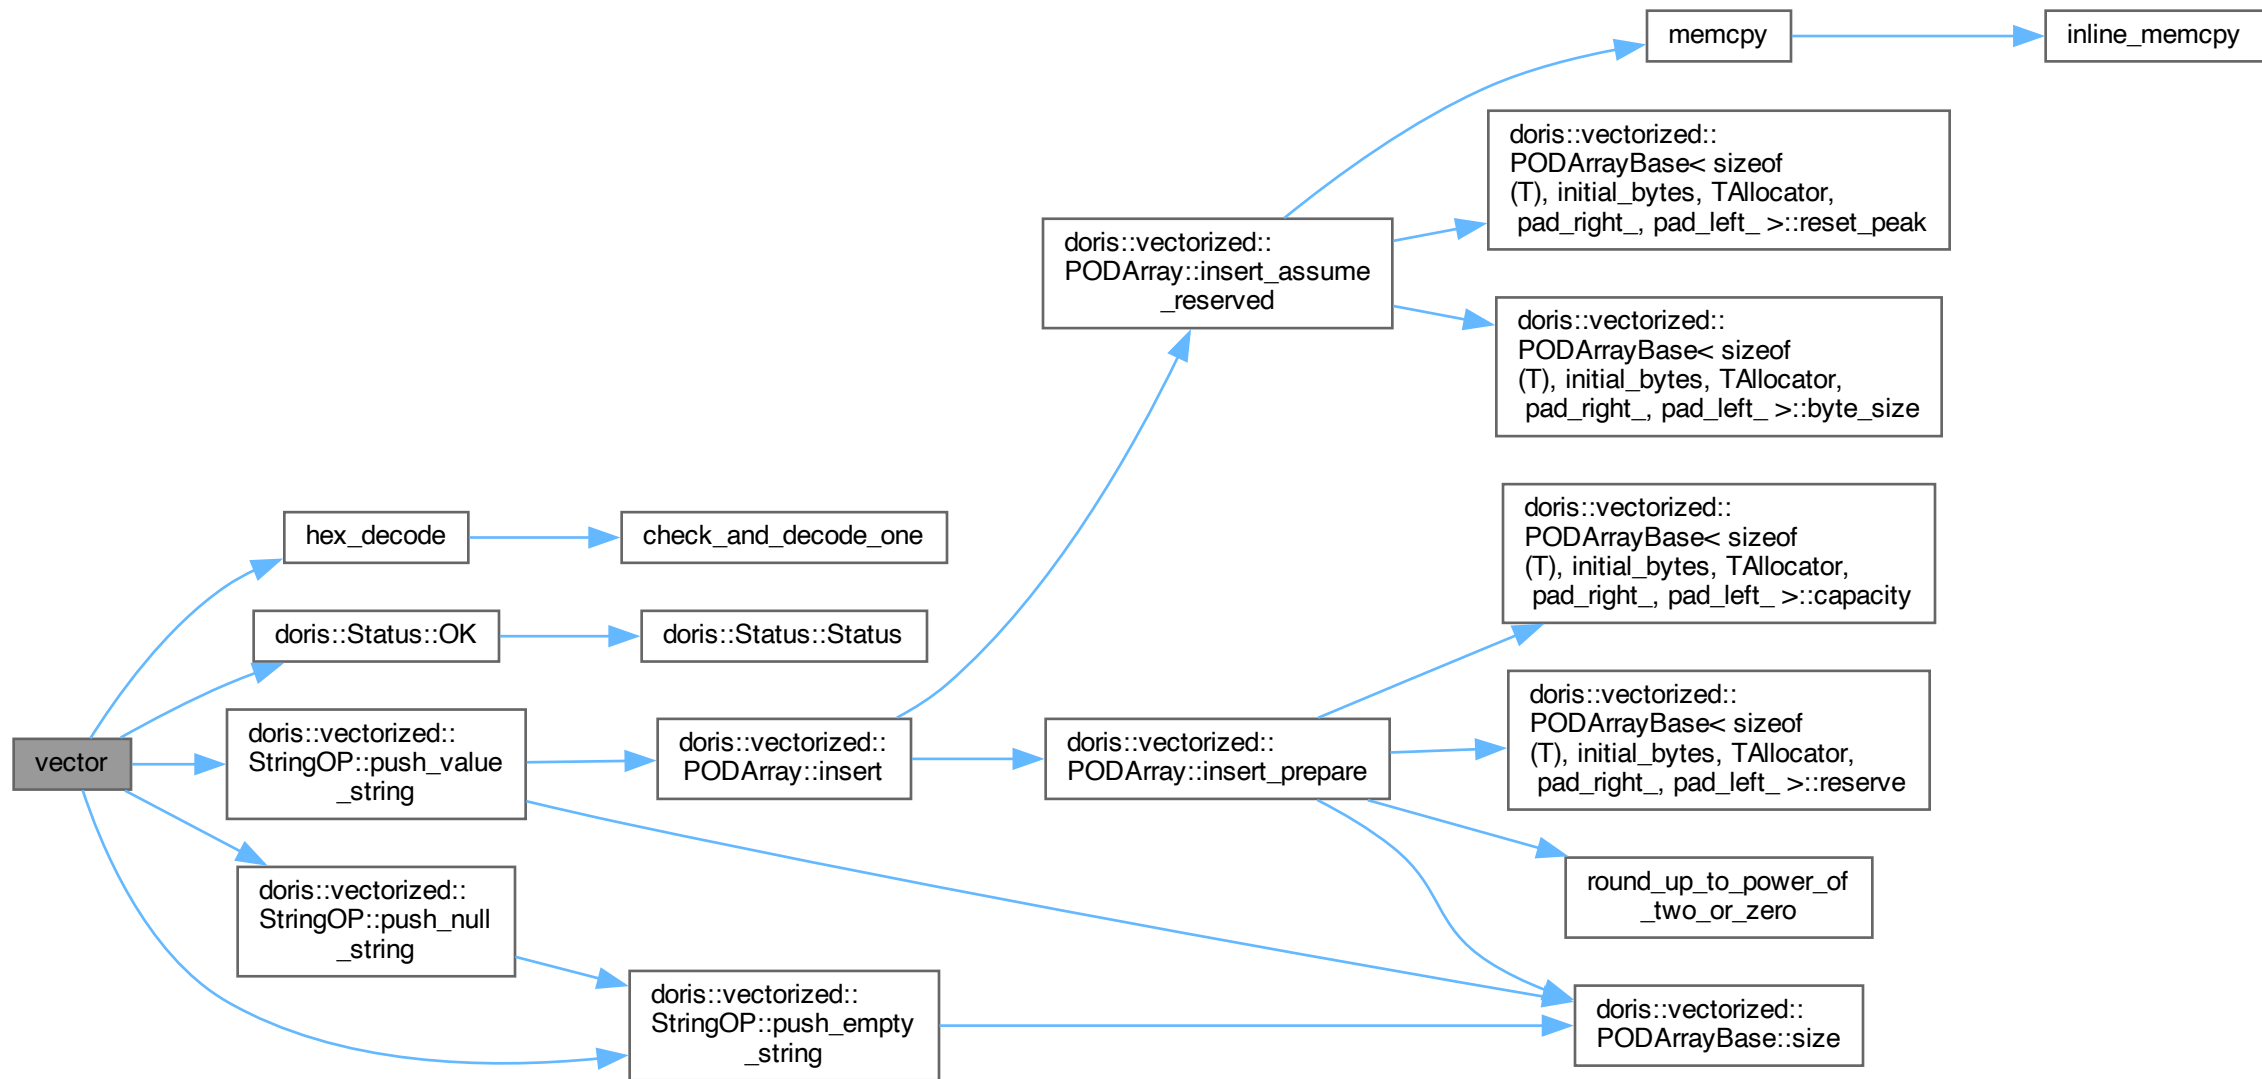 memcpy
inline_memcpy
doris::vectorized::
PODArrayBase< sizeof
(T), initial_bytes, TAllocator,
pad_right_, pad_left_ >::reset_peak
doris::vectorized::
PODArray::insert_assume
_reserved
doris::vectorized::
PODArrayBase< sizeof
(T), initial_bytes, TAllocator,
pad_right_, pad_left_ >::byte_size
doris::vectorized::
PODArrayBase< sizeof
(T), initial_bytes, TAllocator,
pad_right_, pad_left_ >::capacity
hex_decode
check_and_decode_one
doris::Status::OK
doris::Status::Status
doris::vectorized::
PODArrayBase< sizeof
(T), initial_bytes, TAllocator,
pad_right_, pad_left_ >::reserve
vector
doris::vectorized::
StringOP::push_value
_string
doris::vectorized::
PODArray::insert
doris::vectorized::
PODArray::insert_prepare
round_up_to_power_of
_two_or_zero
doris::vectorized::
StringOP::push_null
_string
doris::vectorized::
StringOP::push_empty
_string
doris::vectorized::
PODArrayBase::size